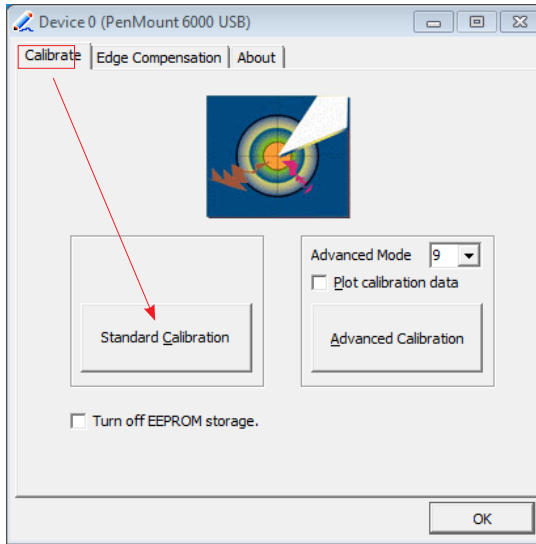 Device 0 (PenMount 6000 USB)
Calibrate Edge Compensation About
Advanced Mode 9
Plot calibration data
Standard Calibration
Advanced Calibration
Turn off EEPROM storage.
OK